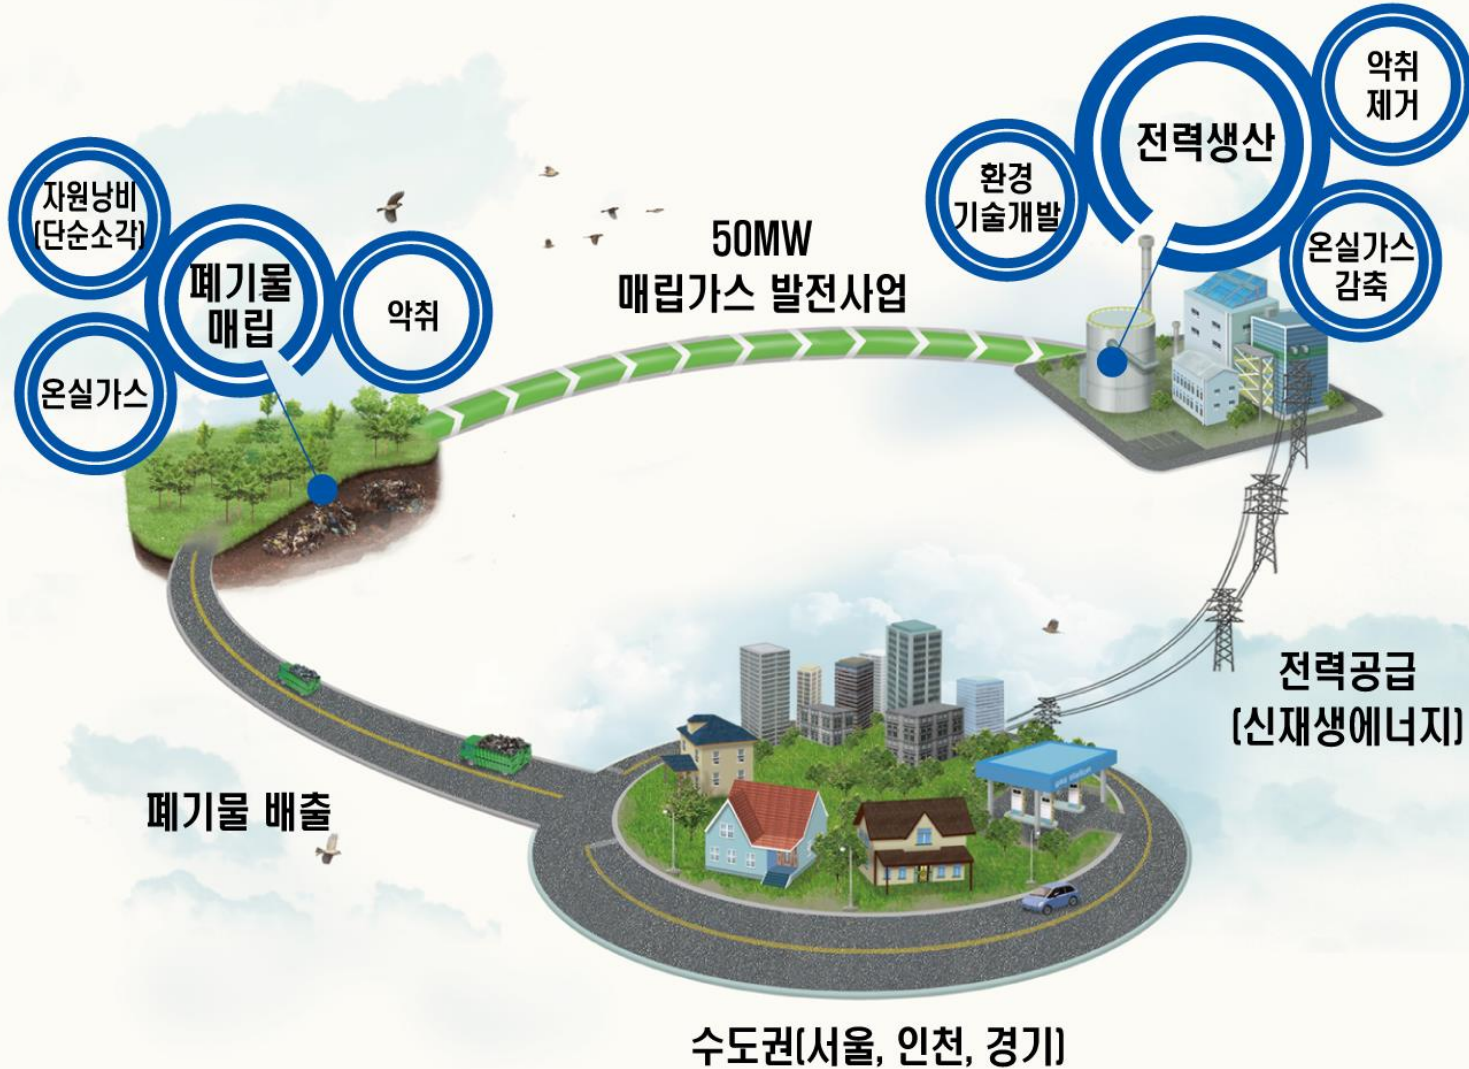 자원낭비
(단순소각)
폐기물
매립
악취
온실가스
50MW
매립가스 발전사업
환경
기술개발
전력생산
악취
제거
온실가스
감축
전력공급
(신재생에너지)
폐기물 배출
수도권(서울, 인천, 경기)